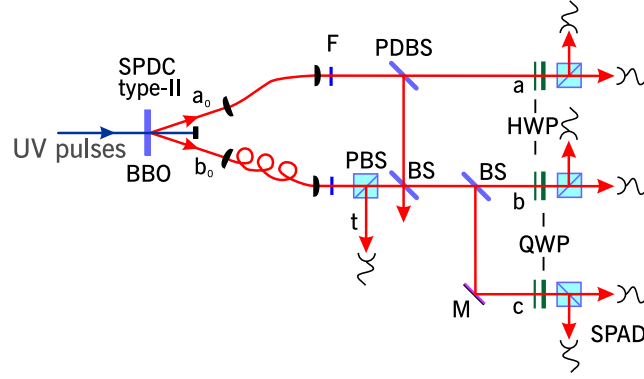 SPDC
type-II
a₀
F
PDBS
a
HWP
UV pulses
BBO
b₀
PBS
BS
BS
b
t
QWP
M
c
SPAD